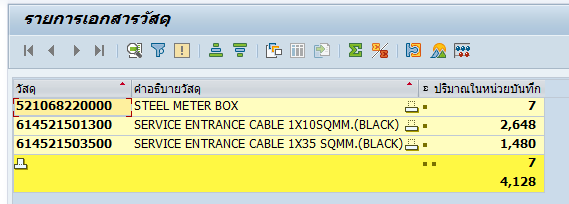 รายการเอกสารวัสดุ
วัสดุ คำอธิบายวัสดุ Σ ปริมาณในหน่วยบันทึก
521068220000 STEEL METER BOX 7
614521501300 SERVICE ENTRANCE CABLE 1X10SQMM.(BLACK) 2,648
614521503500 SERVICE ENTRANCE CABLE 1X35 SQMM.(BLACK) 1,480
7
4,128